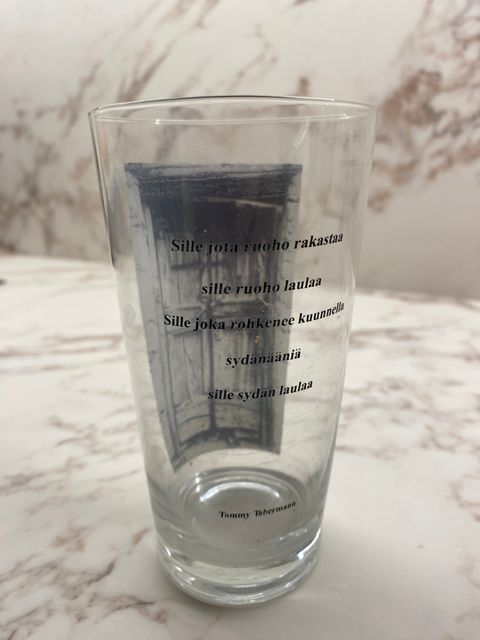 Sille jota ruoho rakastaa
sille ruoho laulaa
Sille joka rohkenee kuunnella
sydänääniä
sille sydän laulaa
Tommy Tabermann